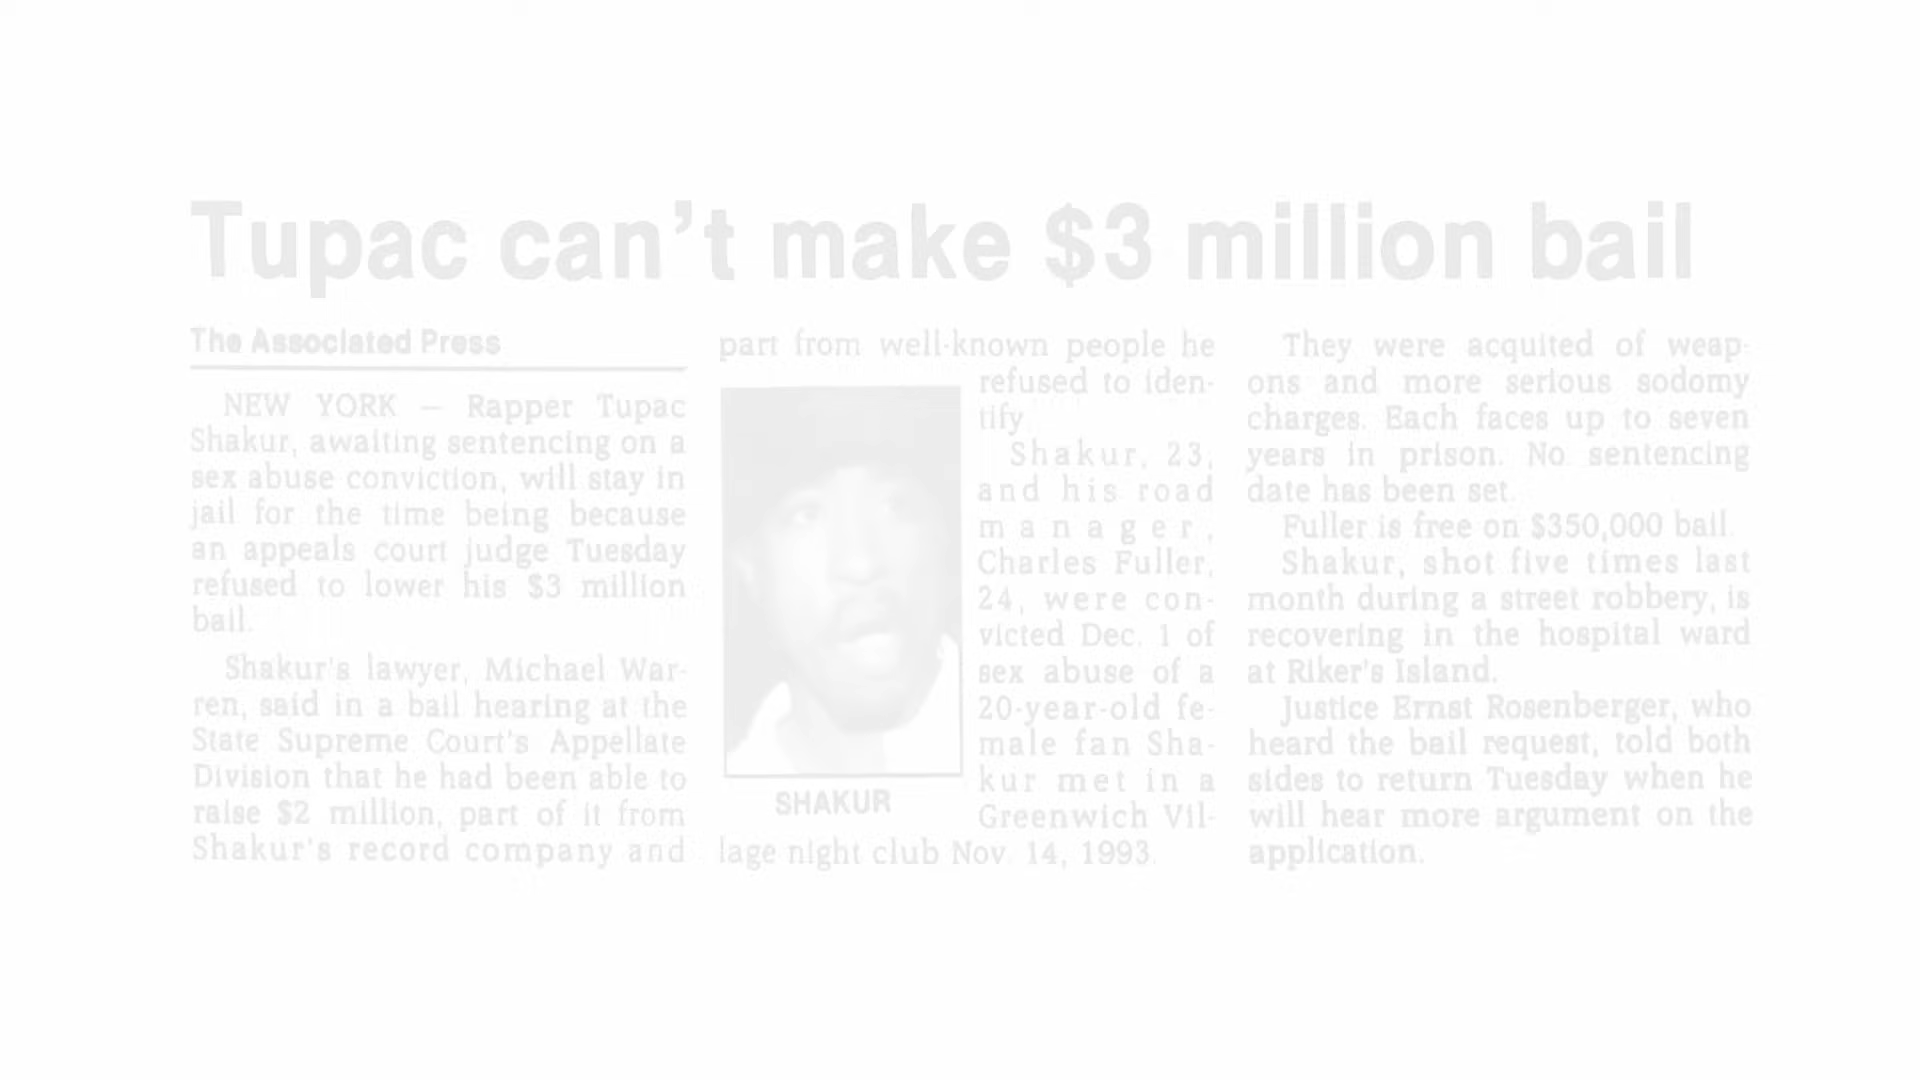 Tupac can't make $3 million bail
The Associated Press
NEW YORK — Rapper Tupac
Shakur, awaiting sentencing on a
sex abuse conviction, will stay in
jail for the time being because
an appeals court judge Tuesday
refused to lower his $3 million
bail.
Shakur's lawyer, Michael War-
ren, said in a bail hearing at the
State Supreme Court's Appellate
Division that he had been able to
raise $2 million, part of it from
Shakur's record company and
part from well-known people he
refused to iden-
tify
Shakur, 23,
and his road
manager,
Charles Fuller,
24, were con-
victed Dec. 1 of
sex abuse of a
20-year-old fe-
male fan Sha-
kur met in a
Greenwich Vil-
lage night club Nov. 14, 1993.
SHAKUR
They were acquited of weap-
ons and more serious sodomy
charges. Each faces up to seven
years in prison. No sentencing
date has been set.
Fuller is free on $350,000 bail.
Shakur, shot five times last
month during a street robbery, is
recovering in the hospital ward
at Riker's Island.
Justice Ernst Rosenberger, who
heard the bail request, told both
sides to return Tuesday when he
will hear more argument on the
application.